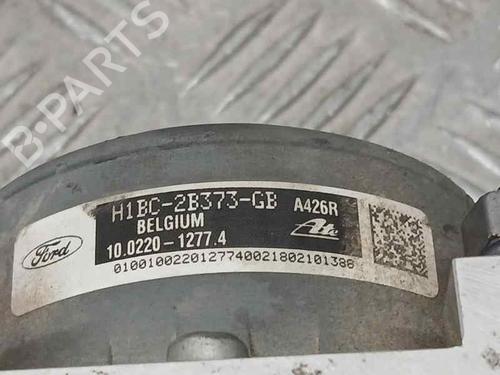 B-PARTS
H1BC-2B373-GB A426R
BELGIUM
10.0220-1277.4
Ford
Ate
0100100220127740021802101386